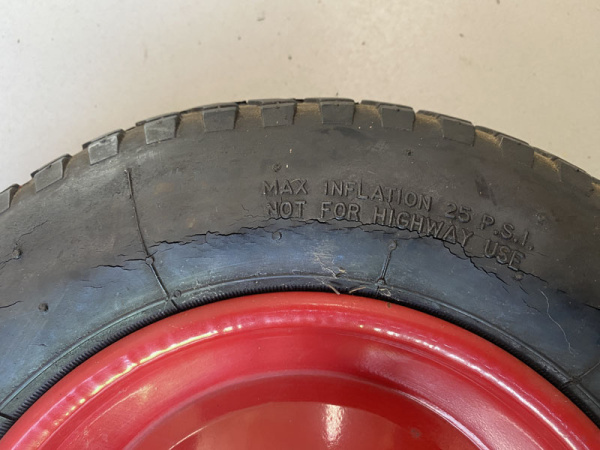 MAX INFLATION 25 P.S.I.
NOT FOR HIGHWAY USE.